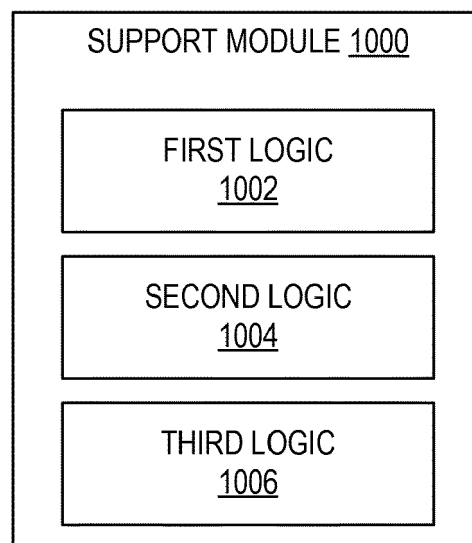 SUPPORT MODULE 1000
FIRST LOGIC
1002
SECOND LOGIC
1004
THIRD LOGIC
1006